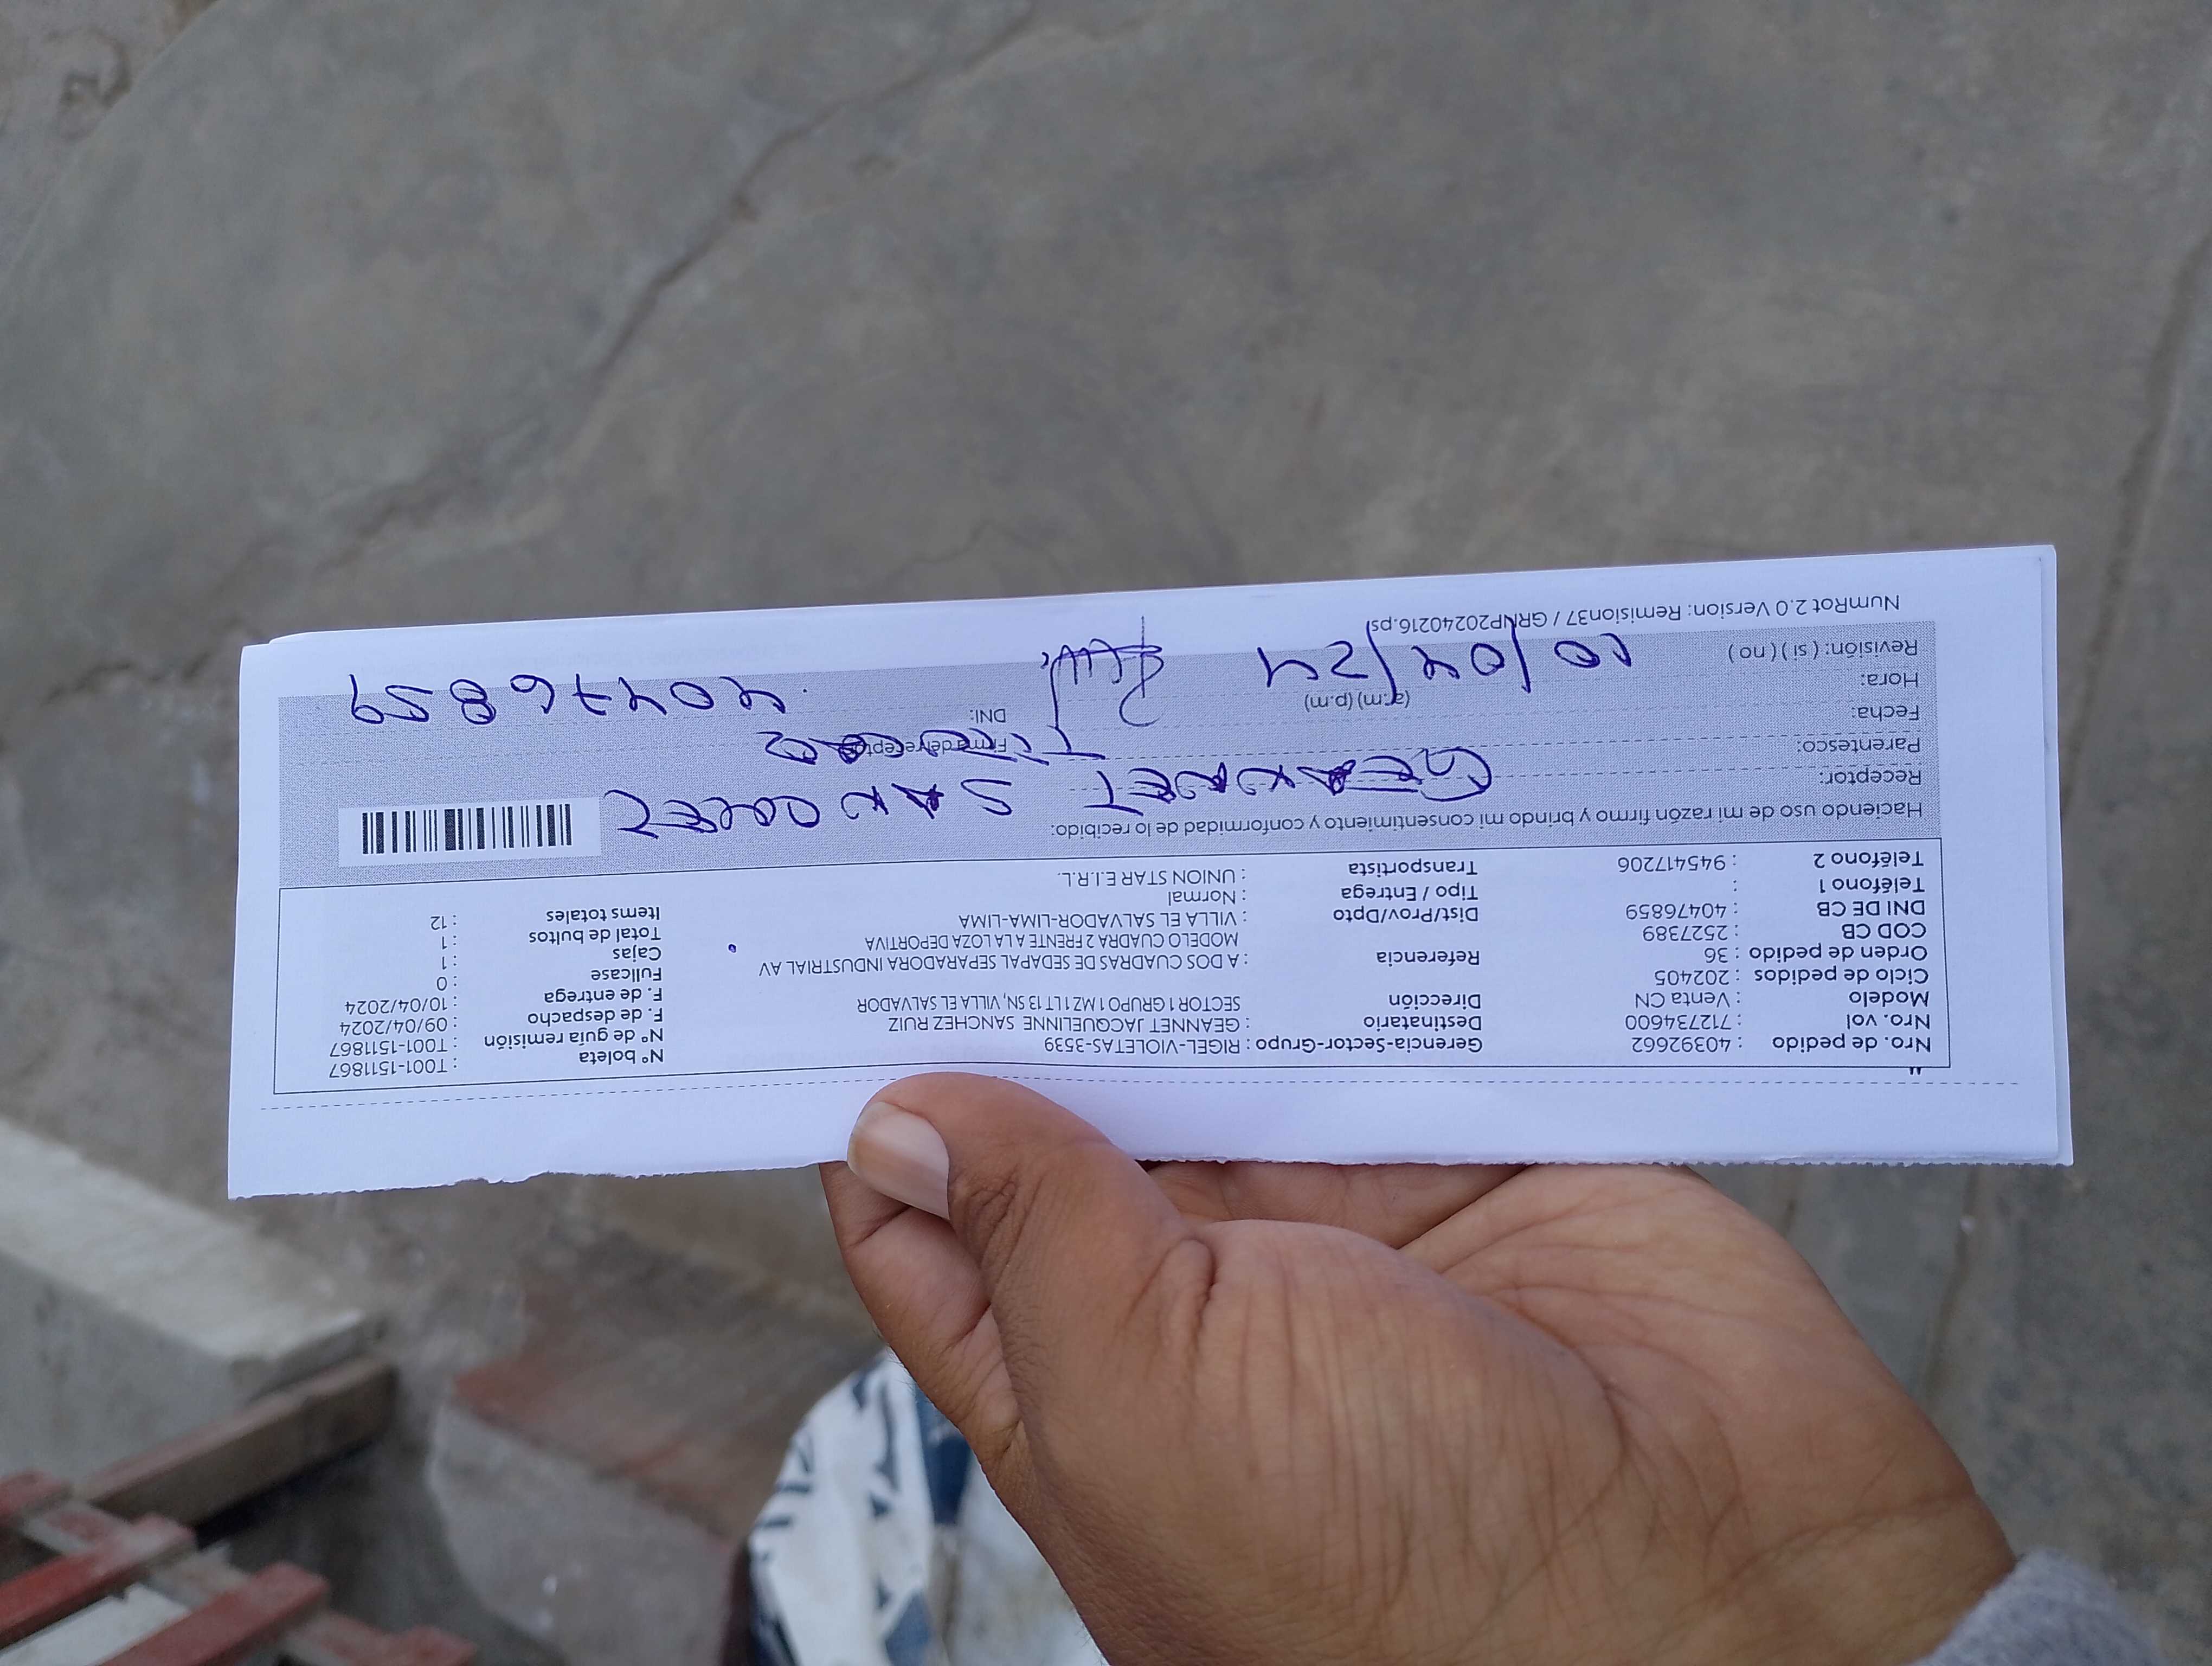 Nro. de pedido : 40392662 Gerencia-Sector-Grupo : RIGEL-VIOLETAS-3539 N° boleta : T001-1511867
Nro. vol : 712734600 Destinatario : GEANNET JACQUELINNE SANCHEZ RUIZ N° de guia remisión : T001-1511867
Modelo : Venta CN Dirección SECTOR 1 GRUPO 1 MZ L1 LT 13 SN, VILLA EL SALVADOR F. de despacho : 09/04/2024
Ciclo de pedidos : 202405 F. de entrega : 10/04/2024
Orden de pedido : 36 Referencia : A DOS CUADRAS DE SEDAPAL SEPARADORA INDUSTRIAL AV Fullcase : 0
COD CB : 2527389 MODELO CUADRA 2 FRENTE A LA LOZA DEPORTIVA Cajas : 1
DNI DE CB : 40476859 Dist/Prov/Dpto : VILLA EL SALVADOR-LIMA-LIMA Total de bultos : 1
Teléfono 1 : Tipo / Entrega : Normal Items totales : 12
Teléfono 2 : 945417206 Transportista : UNION STAR E.I.R.L.
Haciendo uso de mi razón firmo y brindo mi consentimiento y conformidad de lo recibido:
Receptor: GEANNET
Parentesco: Firma del receptor
Fecha: DNI: 40476859
Hora: (a.m) (p.m)
Revisión: ( si ) ( no ) 10/04/24
NumRot 2.0 Version: Remision37 / GRNP20240216.ps